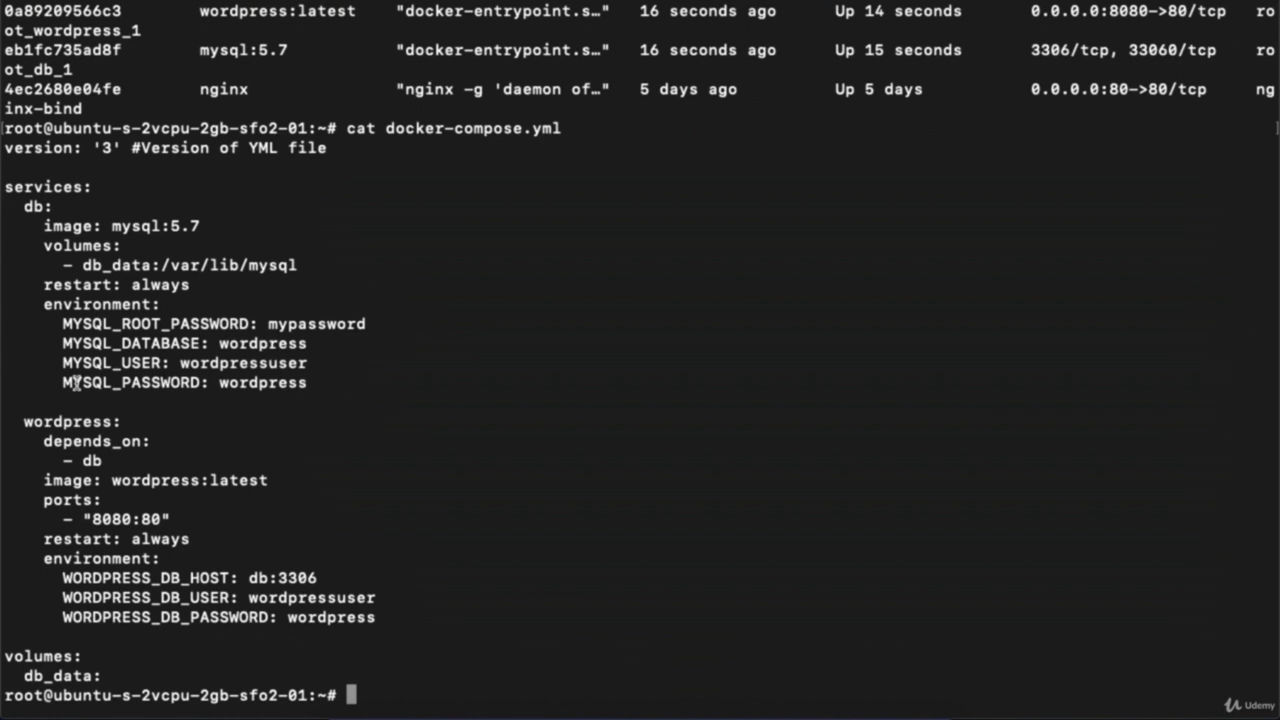 0a89209566c3 wordpress:latest "docker-entrypoint.s…" 16 seconds ago Up 14 seconds 0.0.0.0:8080->80/tcp ro
ot_wordpress_1
eb1fc735ad8f mysql:5.7 "docker-entrypoint.s…" 16 seconds ago Up 15 seconds 3306/tcp, 33060/tcp ro
ot_db_1
4ec2680e04fe nginx "nginx -g 'daemon of…" 5 days ago Up 5 days 0.0.0.0:80->80/tcp ng
inx-bind
root@ubuntu-s-2vcpu-2gb-sfo2-01:~# cat docker-compose.yml
version: '3' #Version of YML file
services:
  db:
    image: mysql:5.7
    volumes:
      - db_data:/var/lib/mysql
    restart: always
    environment:
      MYSQL_ROOT_PASSWORD: mypassword
      MYSQL_DATABASE: wordpress
      MYSQL_USER: wordpressuser
      MYSQL_PASSWORD: wordpress
  wordpress:
    depends_on:
      - db
    image: wordpress:latest
    ports:
      - "8080:80"
    restart: always
    environment:
      WORDPRESS_DB_HOST: db:3306
      WORDPRESS_DB_USER: wordpressuser
      WORDPRESS_DB_PASSWORD: wordpress
volumes:
  db_data:
root@ubuntu-s-2vcpu-2gb-sfo2-01:~#
Udemy